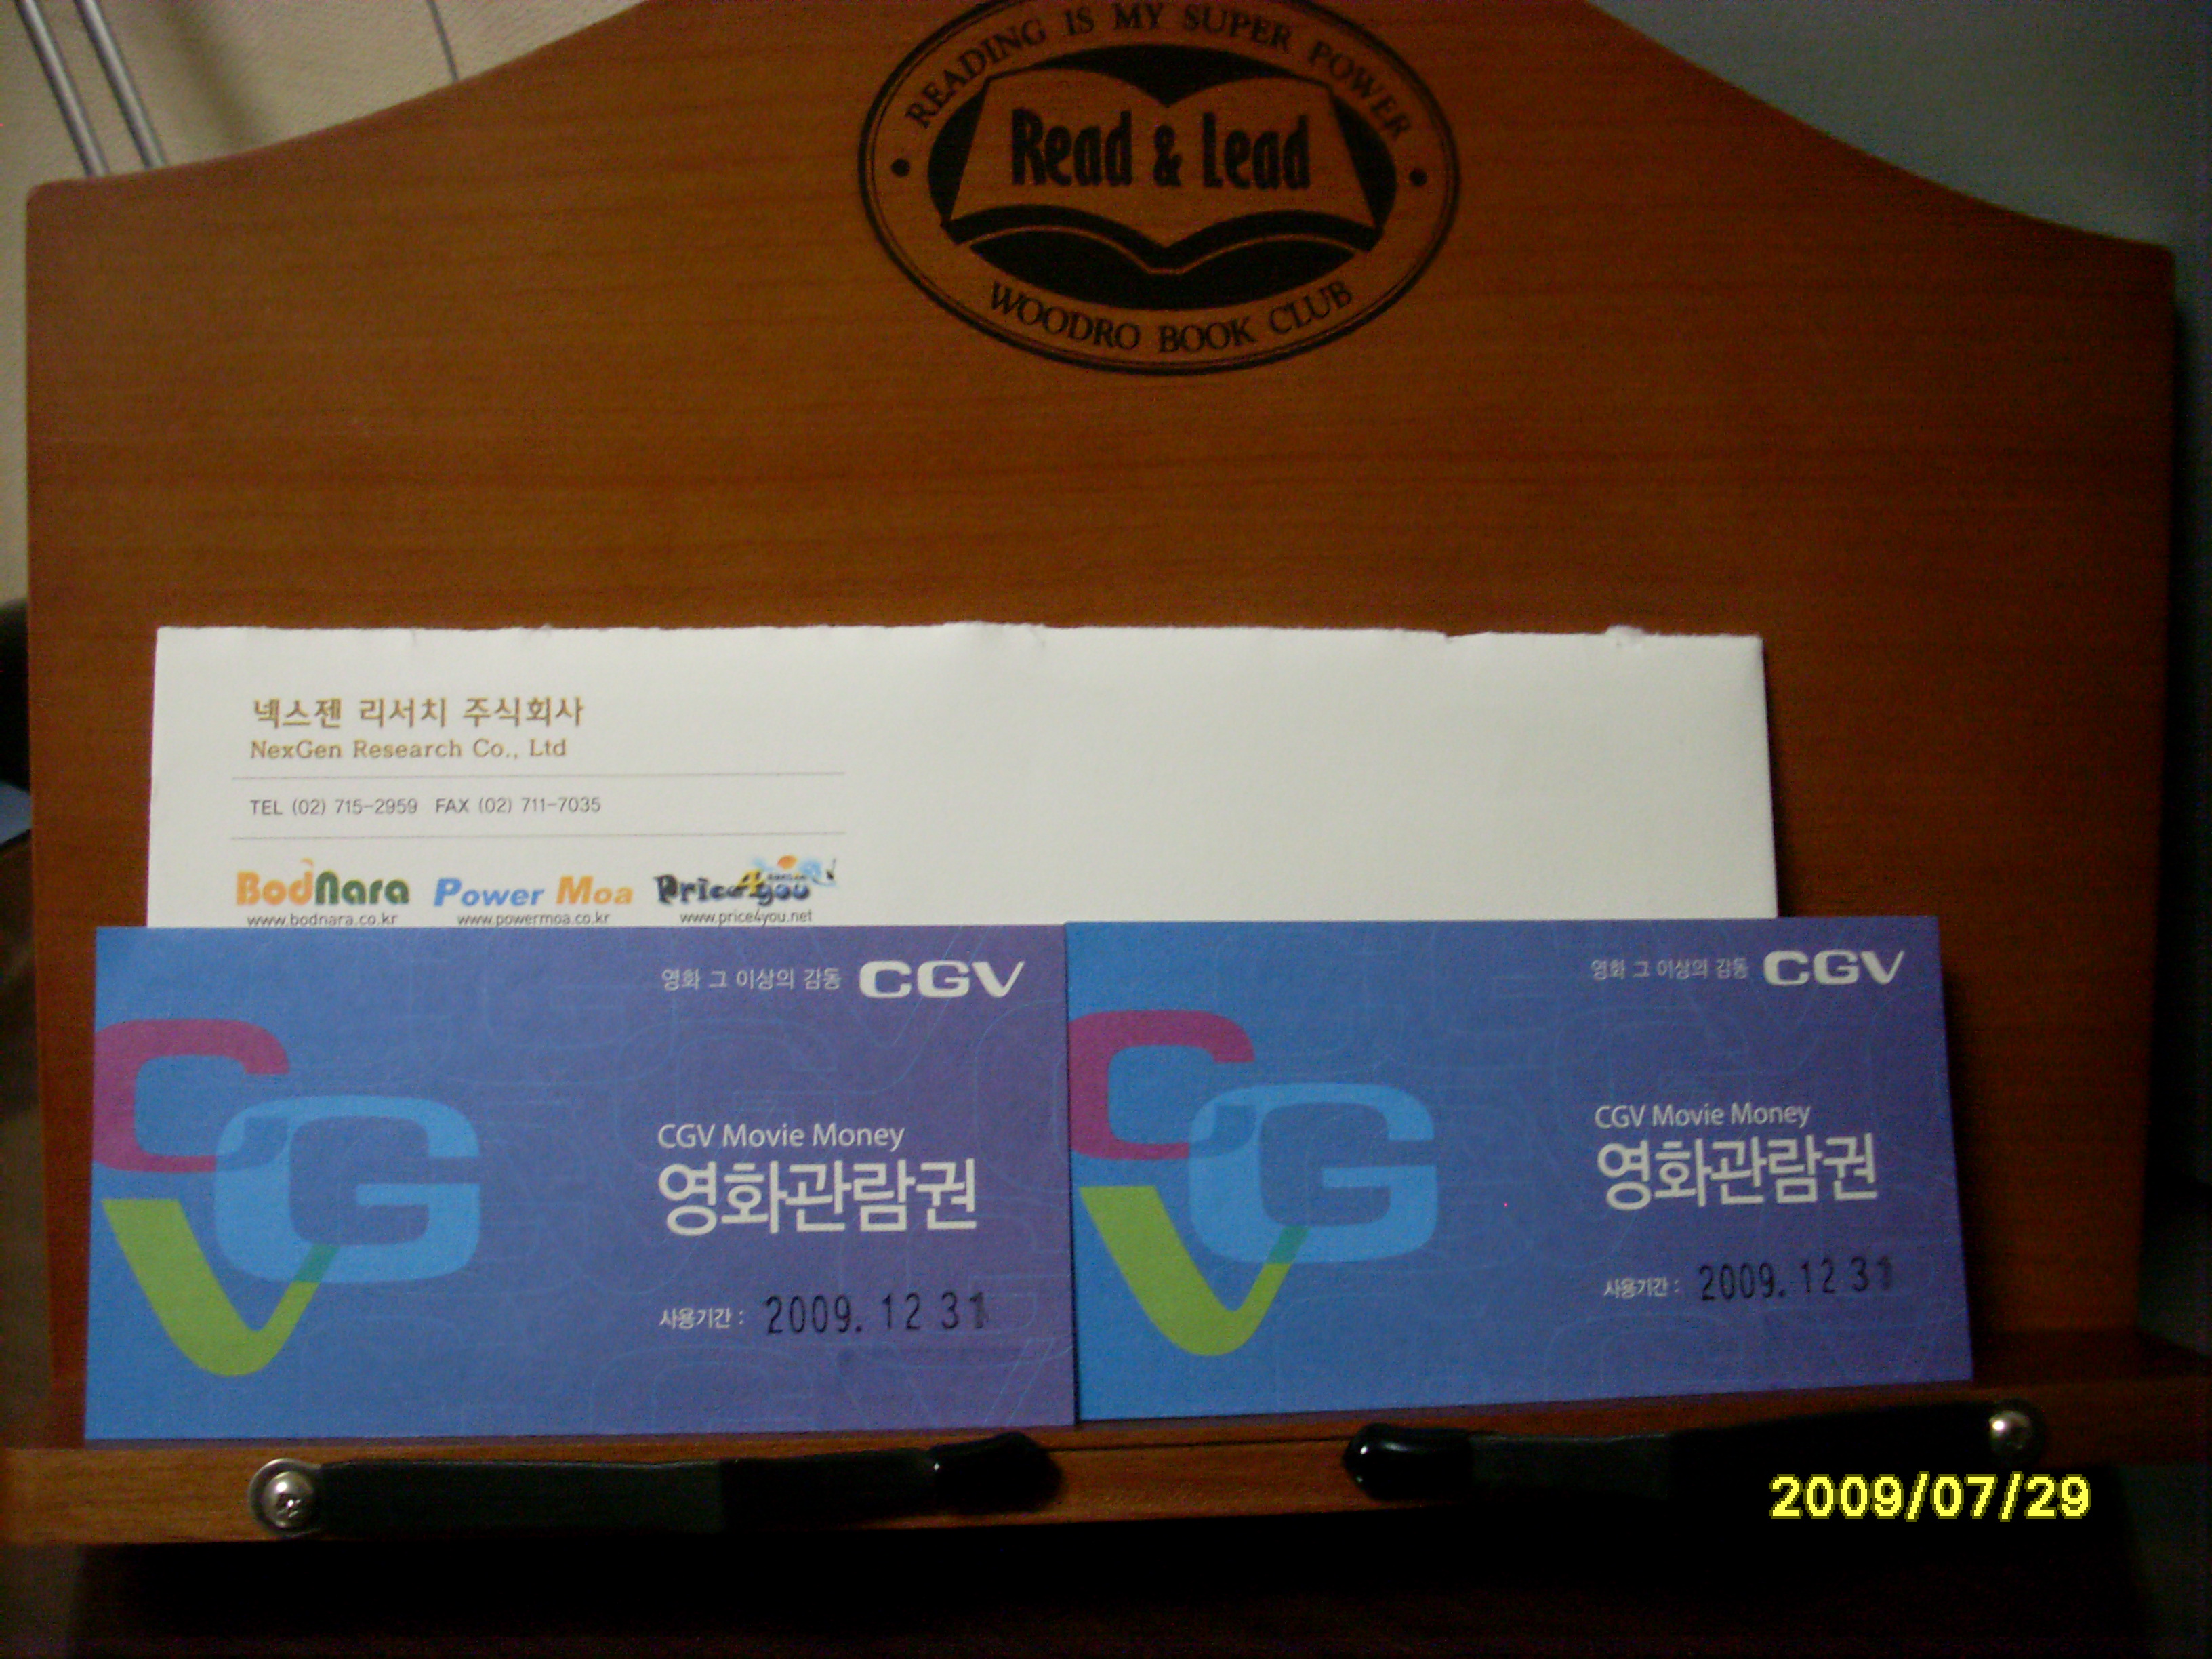 READING IS MY SUPER POWER
Read & Lead
WOODRO BOOK CLUB
넥스젠 리서치 주식회사
NexGen Research Co., Ltd
TEL (02) 715-2959 FAX (02) 711-7035
BodNara Power Moa Price4you
www.bodnara.co.kr www.powermoa.co.kr www.price4you.net
영화 그 이상의 감동 CGV
CGV
CGV Movie Money
영화관람권
사용기간 : 2009. 12 31
영화 그 이상의 감동 CGV
CGV
CGV Movie Money
영화관람권
사용기간 : 2009. 12 31
2009/07/29